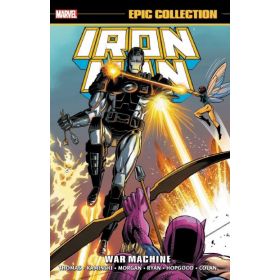 MARVEL
EPIC COLLECTION
IRON
MAN
WAR MACHINE
THOMAS • KAMINSKI • MORGAN • RYAN • HOPGOOD • COLAN